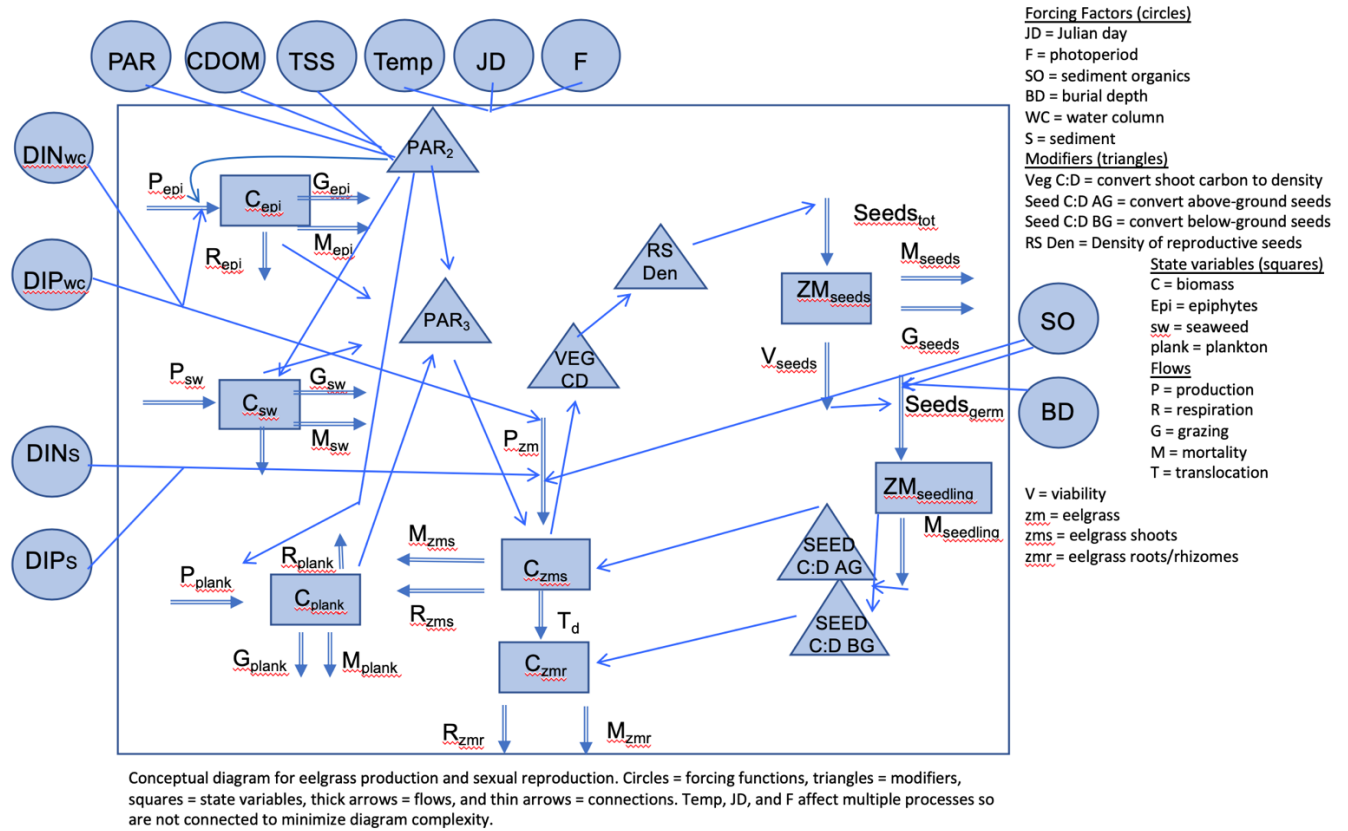 PAR
CDOM
TSS
Temp
JD
F
DINwc
DIPwc
DINs
DIPs
PAR2
Pepi
Cepi
Gepi
Mepi
Repi
PAR3
Psw
Csw
Gsw
Msw
RS
Den
VEG
CD
Seedstot
ZMseeds
Mseeds
Gseeds
Vseeds
Seedsgerm
SO
BD
Pzm
ZMseedling
Mseedling
SEED
C:D AG
SEED
C:D BG
Mzms
Czms
Rzms
Td
Czmr
Rzmr
Mzmr
Pplank
Rplank
Cplank
Gplank
Mplank
Forcing Factors (circles)
JD = Julian day
F = photoperiod
SO = sediment organics
BD = burial depth
WC = water column
S = sediment
Modifiers (triangles)
Veg C:D = convert shoot carbon to density
Seed C:D AG = convert above-ground seeds
Seed C:D BG = convert below-ground seeds
RS Den = Density of reproductive seeds
State variables (squares)
C = biomass
Epi = epiphytes
sw = seaweed
plank = plankton
Flows
P = production
R = respiration
G = grazing
M = mortality
T = translocation
V = viability
zm = eelgrass
zms = eelgrass shoots
zmr = eelgrass roots/rhizomes
Conceptual diagram for eelgrass production and sexual reproduction. Circles = forcing functions, triangles = modifiers,
squares = state variables, thick arrows = flows, and thin arrows = connections. Temp, JD, and F affect multiple processes so
are not connected to minimize diagram complexity.